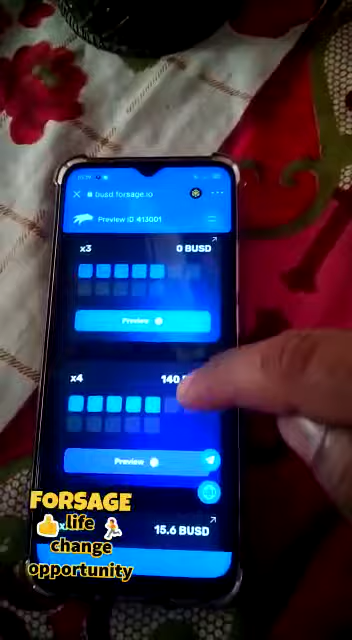 busd.forsage.io
Preview ID 413001
x3
0 BUSD
Preview
x4
140
Preview
15.6 BUSD
FORSAGE
👍 life 🏃
change
opportunity